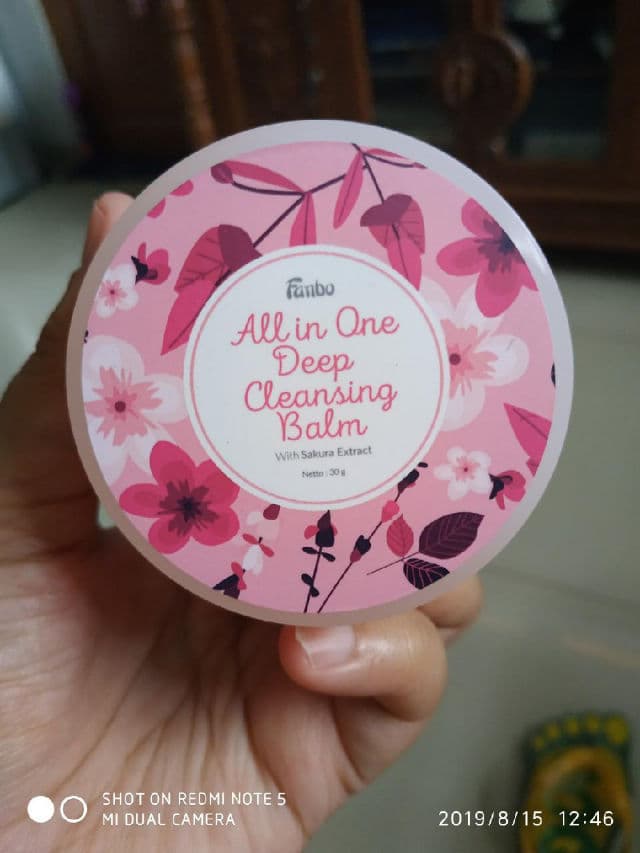 Fanbo
All in One
Deep
Cleansing
Balm
With Sakura Extract
Netto : 30 g
SHOT ON REDMI NOTE 5
MI DUAL CAMERA
2019/8/15 12:46